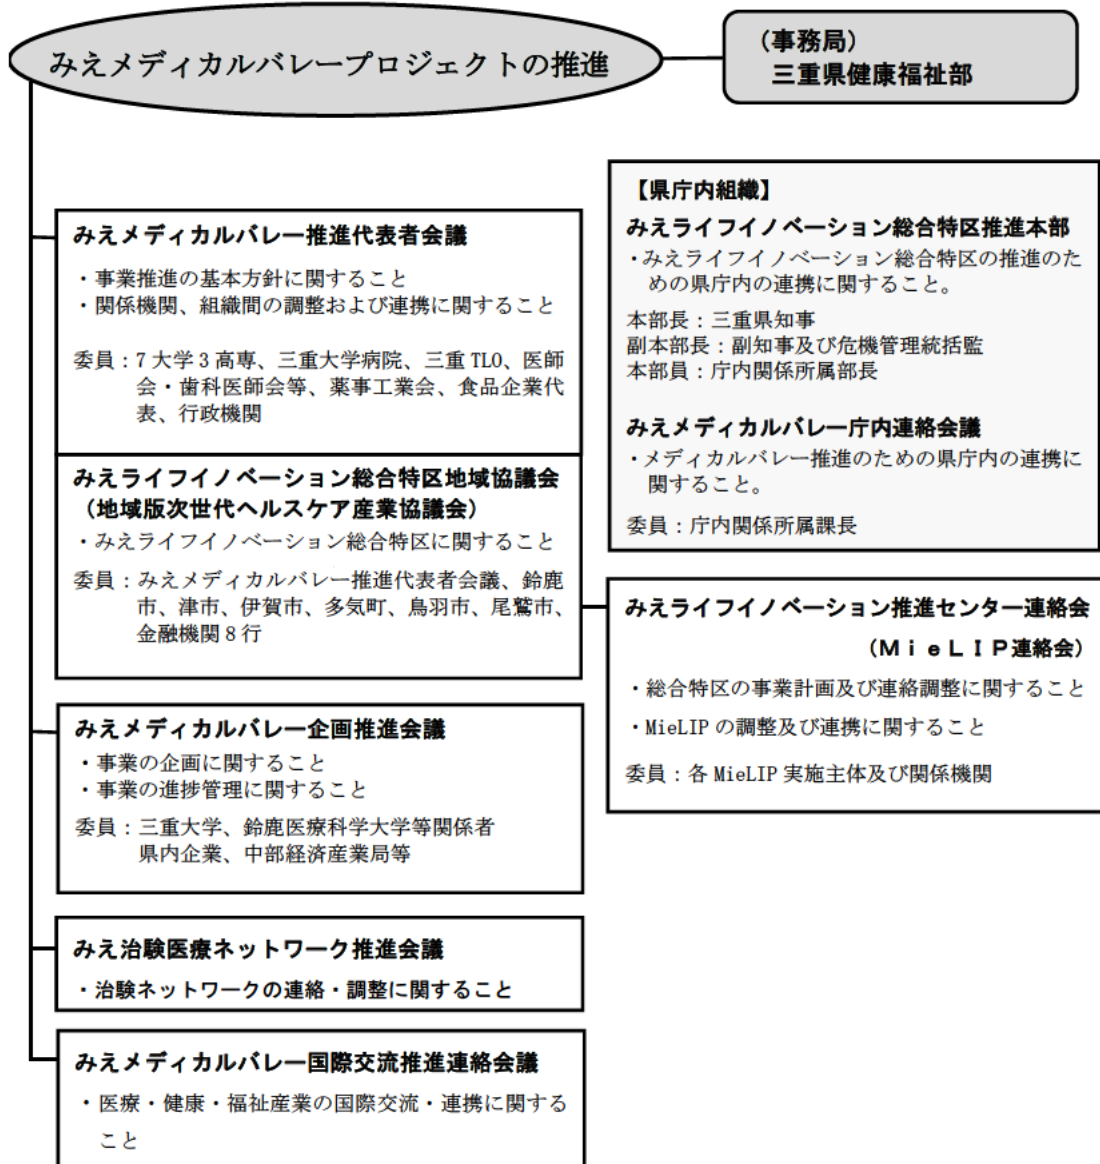 みえメディカルバレープロジェクトの推進
（事務局）
三重県健康福祉部
みえメディカルバレー推進代表者会議
・事業推進の基本方針に関すること
・関係機関、組織間の調整および連携に関すること
委員：7大学3高専、三重大学病院、三重TLO、医師
会・歯科医師会等、薬事工業会、食品企業代
表、行政機関
みえライフイノベーション総合特区地域協議会
（地域版次世代ヘルスケア産業協議会）
・みえライフイノベーション総合特区に関すること
委員：みえメディカルバレー推進代表者会議、鈴鹿
市、津市、伊賀市、多気町、鳥羽市、尾鷲市、
金融機関8行
みえメディカルバレー企画推進会議
・事業の企画に関すること
・事業の進捗管理に関すること
委員：三重大学、鈴鹿医療科学大学等関係者
県内企業、中部経済産業局等
みえ治験医療ネットワーク推進会議
・治験ネットワークの連絡・調整に関すること
みえメディカルバレー国際交流推進連絡会議
・医療・健康・福祉産業の国際交流・連携に関する
こと
【県庁内組織】
みえライフイノベーション総合特区推進本部
・みえライフイノベーション総合特区の推進のた
めの県庁内の連携に関すること。
本部長：三重県知事
副本部長：副知事及び危機管理統括監
本部員：庁内関係所属部長
みえメディカルバレー庁内連絡会議
・メディカルバレー推進のための県庁内の連携に
関すること。
委員：庁内関係所属課長
みえライフイノベーション推進センター連絡会
（ＭｉｅＬＩＰ連絡会）
・総合特区の事業計画及び連絡調整に関すること
・MieLIPの調整及び連携に関すること
委員：各MieLIP実施主体及び関係機関